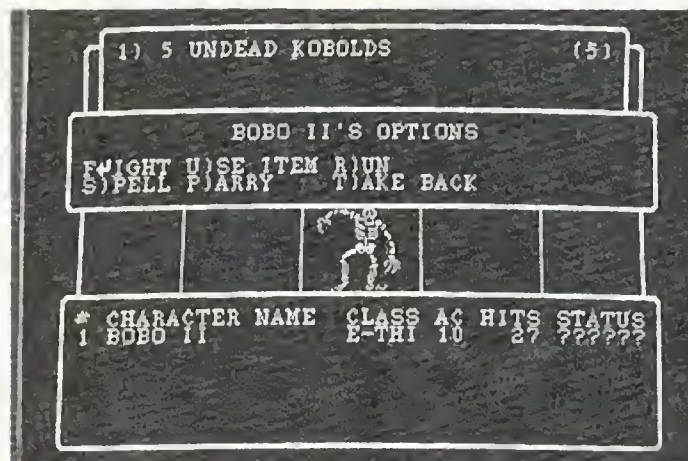 1) 5 UNDEAD KOBOLDS (5)
BOBO II'S OPTIONS
F↵IGHT U)SE ITEM R)UN
S)PELL P)ARRY T)AKE BACK
# CHARACTER NAME CLASS AC HITS STATUS
1 BOBO II E-THI 10 27 ??????